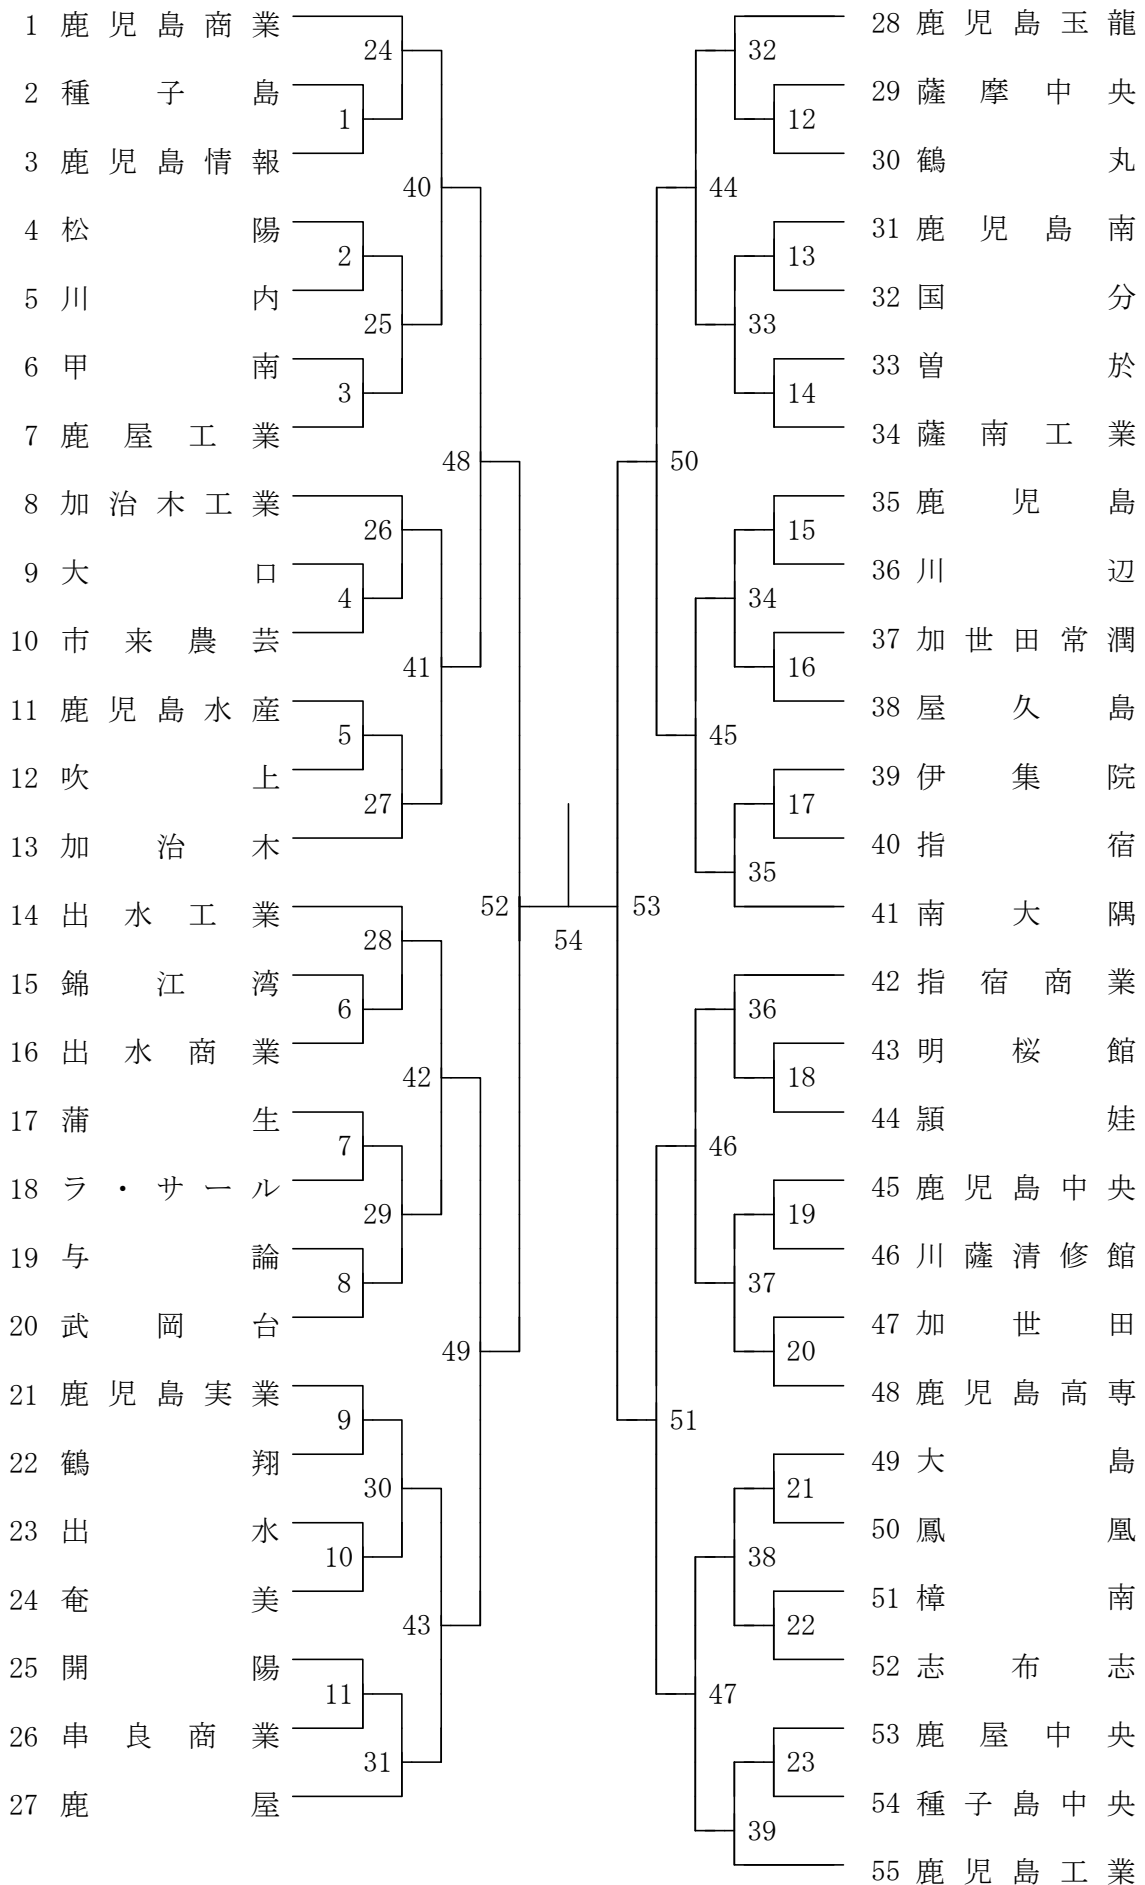 1 鹿児島商業
24
2 種子島
1
3 鹿児島情報
40
4 松陽
2
5 川内
25
6 甲南
3
7 鹿屋工業
48
8 加治木工業
26
9 大口
4
10 市来農芸
41
11 鹿児島水産
5
12 吹上
27
13 加治木
52
14 出水工業
28
15 錦江湾
6
16 出水商業
42
17 蒲生
7
18 ラ・サール
29
19 与論
8
20 武岡台
49
21 鹿児島実業
9
22 鶴翔
30
23 出水
10
24 奄美
43
25 開陽
11
26 串良商業
31
27 鹿屋
54
28 鹿児島玉龍
32
29 薩摩中央
12
30 鶴丸
44
31 鹿児島南
13
32 国分
33
33 曽於
14
34 薩南工業
50
35 鹿児島
15
36 川辺
34
37 加世田常潤
16
38 屋久島
45
39 伊集院
17
40 指宿
35
41 南大隅
53
42 指宿商業
36
43 明桜館
18
44 頴娃
46
45 鹿児島中央
19
46 川薩清修館
37
47 加世田
20
48 鹿児島高専
51
49 大島
21
50 鳳凰
38
51 樟南
22
52 志布志
47
53 鹿屋中央
23
54 種子島中央
39
55 鹿児島工業